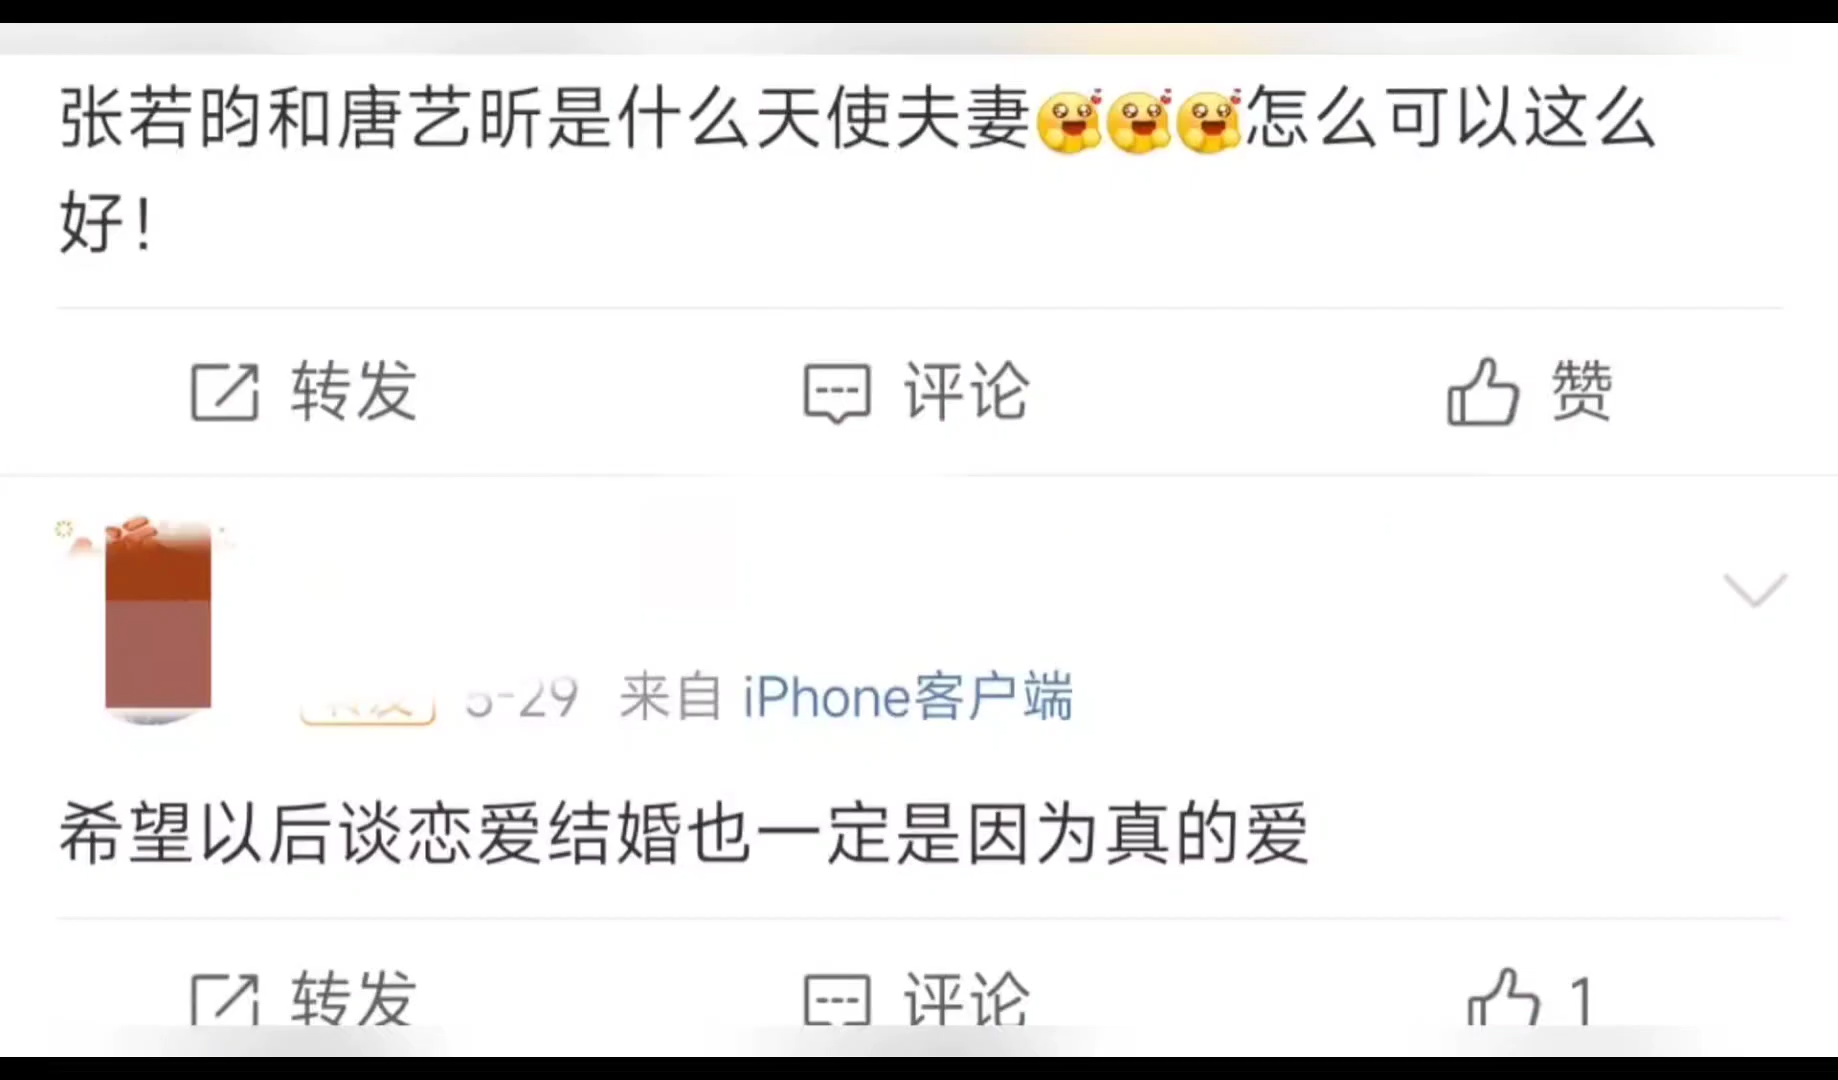 张若昀和唐艺昕是什么天使夫妻🥰🥰🥰怎么可以这么
好！
转发 评论 赞
5-29 来自 iPhone客户端
希望以后谈恋爱结婚也一定是因为真的爱
转发 评论 1